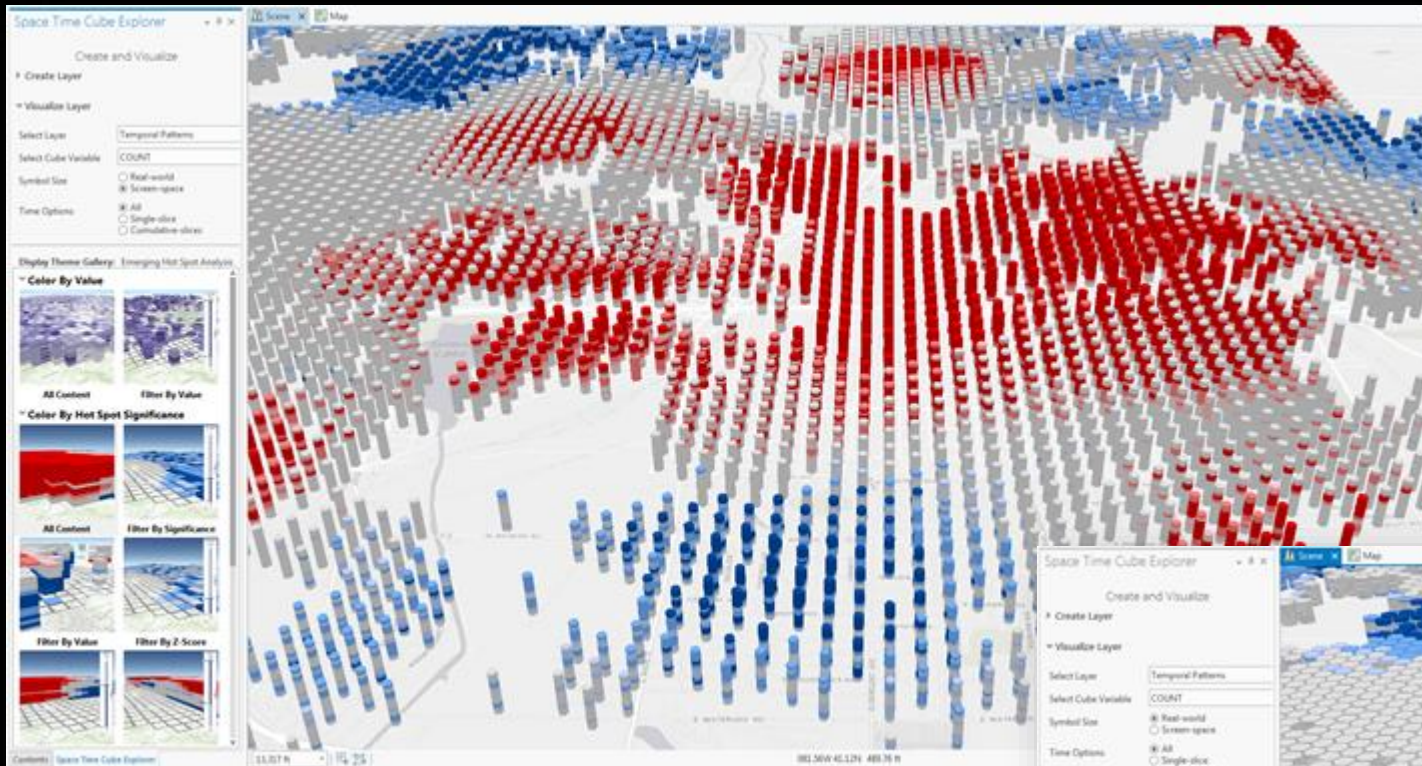 Space Time Cube Explorer
Create and Visualize
Create Layer
Visualize Layer
Select Layer Temporal Patterns
Select Cube Variable COUNT
Symbol Size Real-world
Screen-space
Time Options All
Single-slice
Cumulative-slices
Display Theme Gallery: Emerging Hot Spot Analysis
Color By Value
All Content Filter By Value
Color By Hot Spot Significance
All Content Filter By Significance
Filter By Value Filter By Z-Score
Contents Space Time Cube Explorer
Scene Map
13,317 ft
Space Time Cube Explorer
Create and Visualize
Create Layer
Visualize Layer
Select Layer Temporal Patterns
Select Cube Variable COUNT
Symbol Size Real-world
Screen-space
Time Options All
Single-slice
Scene Map